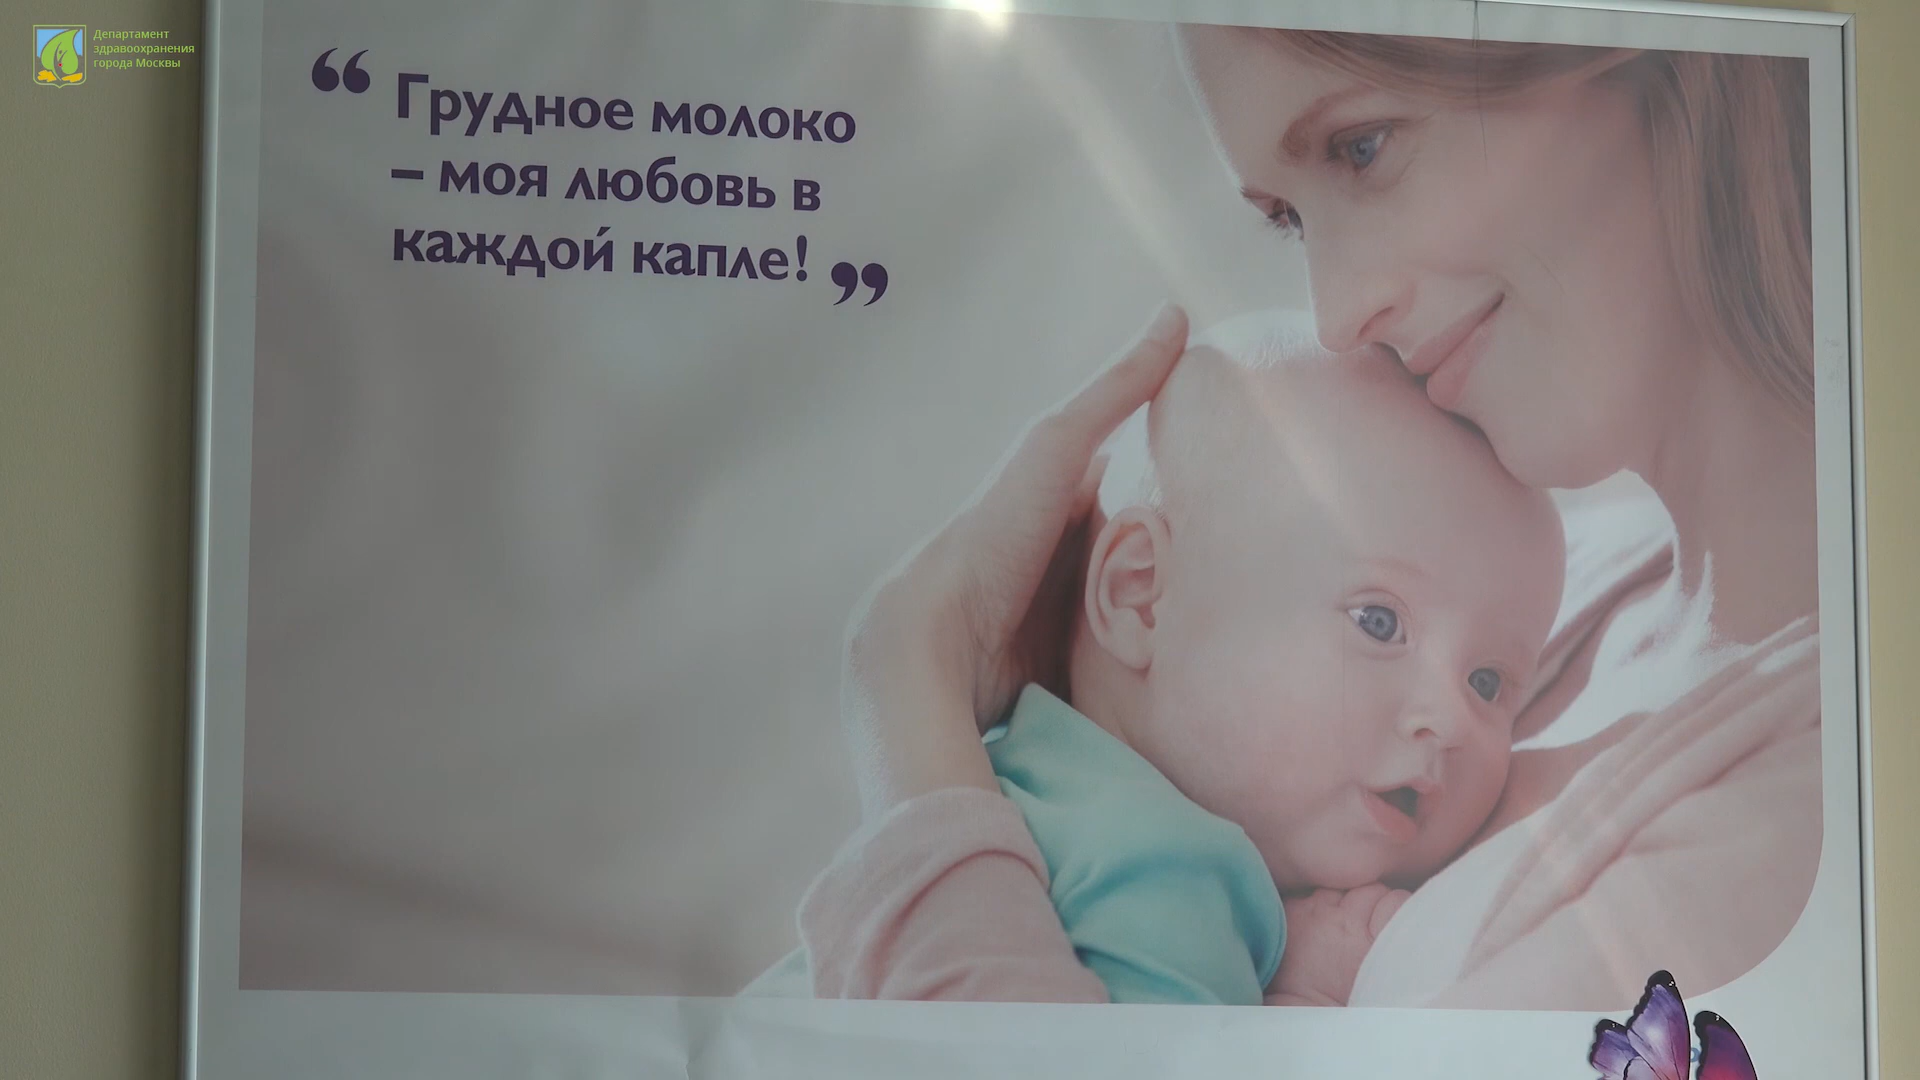 Департамент
здравоохранения
города Москвы
“ Грудное молоко
– моя любовь в
каждой капле! ”